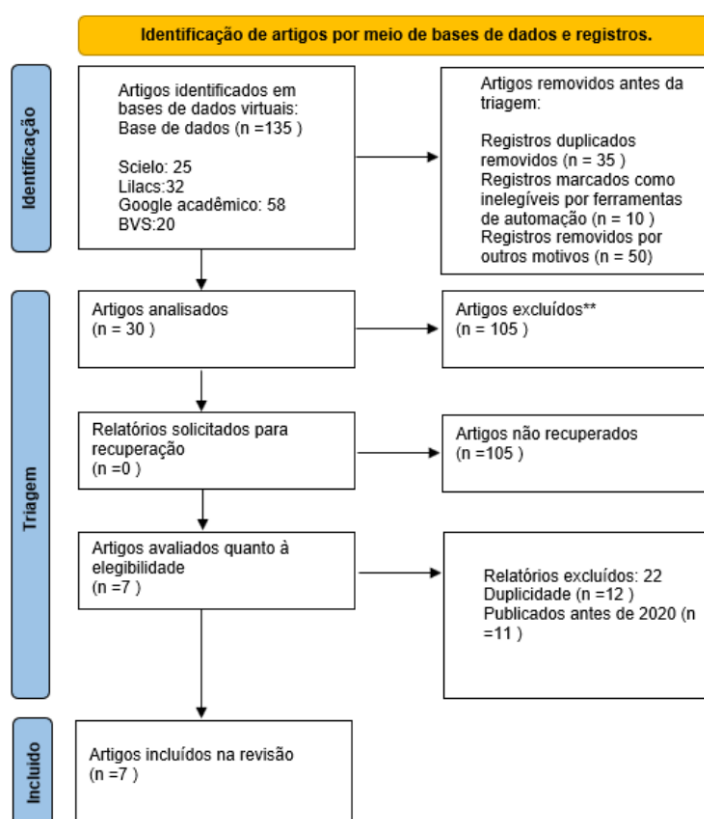 Identificação de artigos por meio de bases de dados e registros.
Identificação
Artigos identificados em
bases de dados virtuais:
Base de dados (n =135 )
Scielo: 25
Lilacs:32
Google acadêmico: 58
BVS:20
Artigos removidos antes da
triagem:
Registros duplicados
removidos (n = 35 )
Registros marcados como
inelegíveis por ferramentas
de automação (n = 10 )
Registros removidos por
outros motivos (n = 50)
Triagem
Artigos analisados
(n = 30 )
Artigos excluídos**
(n = 105 )
Relatórios solicitados para
recuperação
(n =0 )
Artigos não recuperados
(n =105 )
Artigos avaliados quanto à
elegibilidade
(n =7 )
Relatórios excluídos: 22
Duplicidade (n =12 )
Publicados antes de 2020 (n
=11 )
Incluido
Artigos incluídos na revisão
(n =7 )